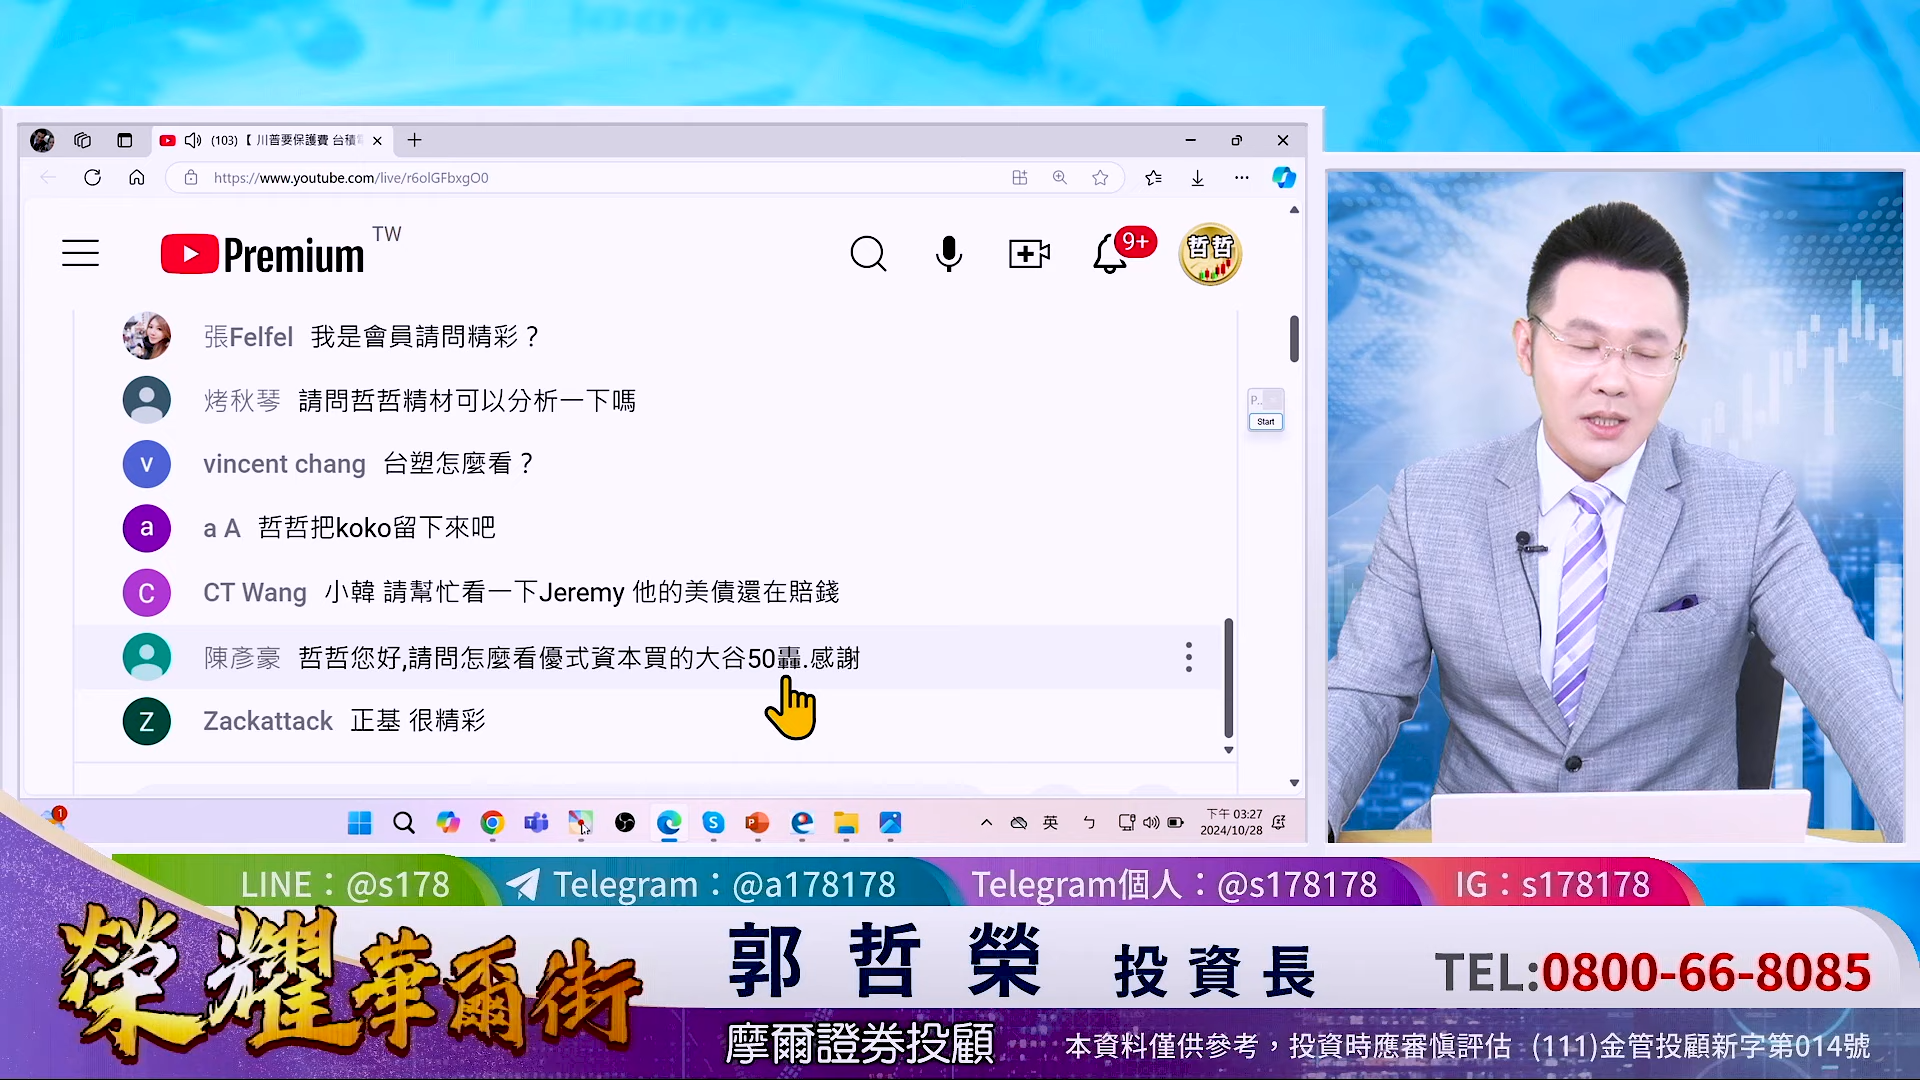 (103)【 川普要保護費 台積
https://www.youtube.com/live/r6olGFbxgO0
Premium TW
9+
哲哲
張Felfel 我是會員請問精彩？
烤秋琴 請問哲哲精材可以分析一下嗎
P..
Start
v vincent chang 台塑怎麼看？
a a A 哲哲把koko留下來吧
C CT Wang 小韓 請幫忙看一下Jeremy 他的美債還在賠錢
陳彥豪 哲哲您好,請問怎麼看優式資本買的大谷50轟.感謝
Z Zackattack 正基 很精彩
1
英 ㄅ
下午 03:27
2024/10/28
LINE：@s178
Telegram：@a178178
Telegram個人：@s178178
IG：s178178
榮耀華爾街
郭哲榮 投資長
TEL:0800-66-8085
摩爾證券投顧
本資料僅供參考，投資時應審慎評估 (111)金管投顧新字第014號